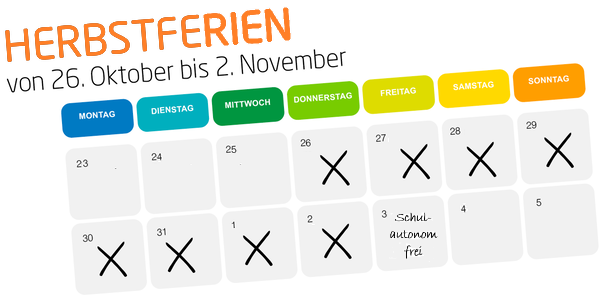 HERBSTFERIEN
von 26. Oktober bis 2. November
MONTAG DIENSTAG MITTWOCH DONNERSTAG FREITAG SAMSTAG SONNTAG
23 24 25 26 27 28 29
30 31 1 2 3 4 5
Schul-
autonom
frei